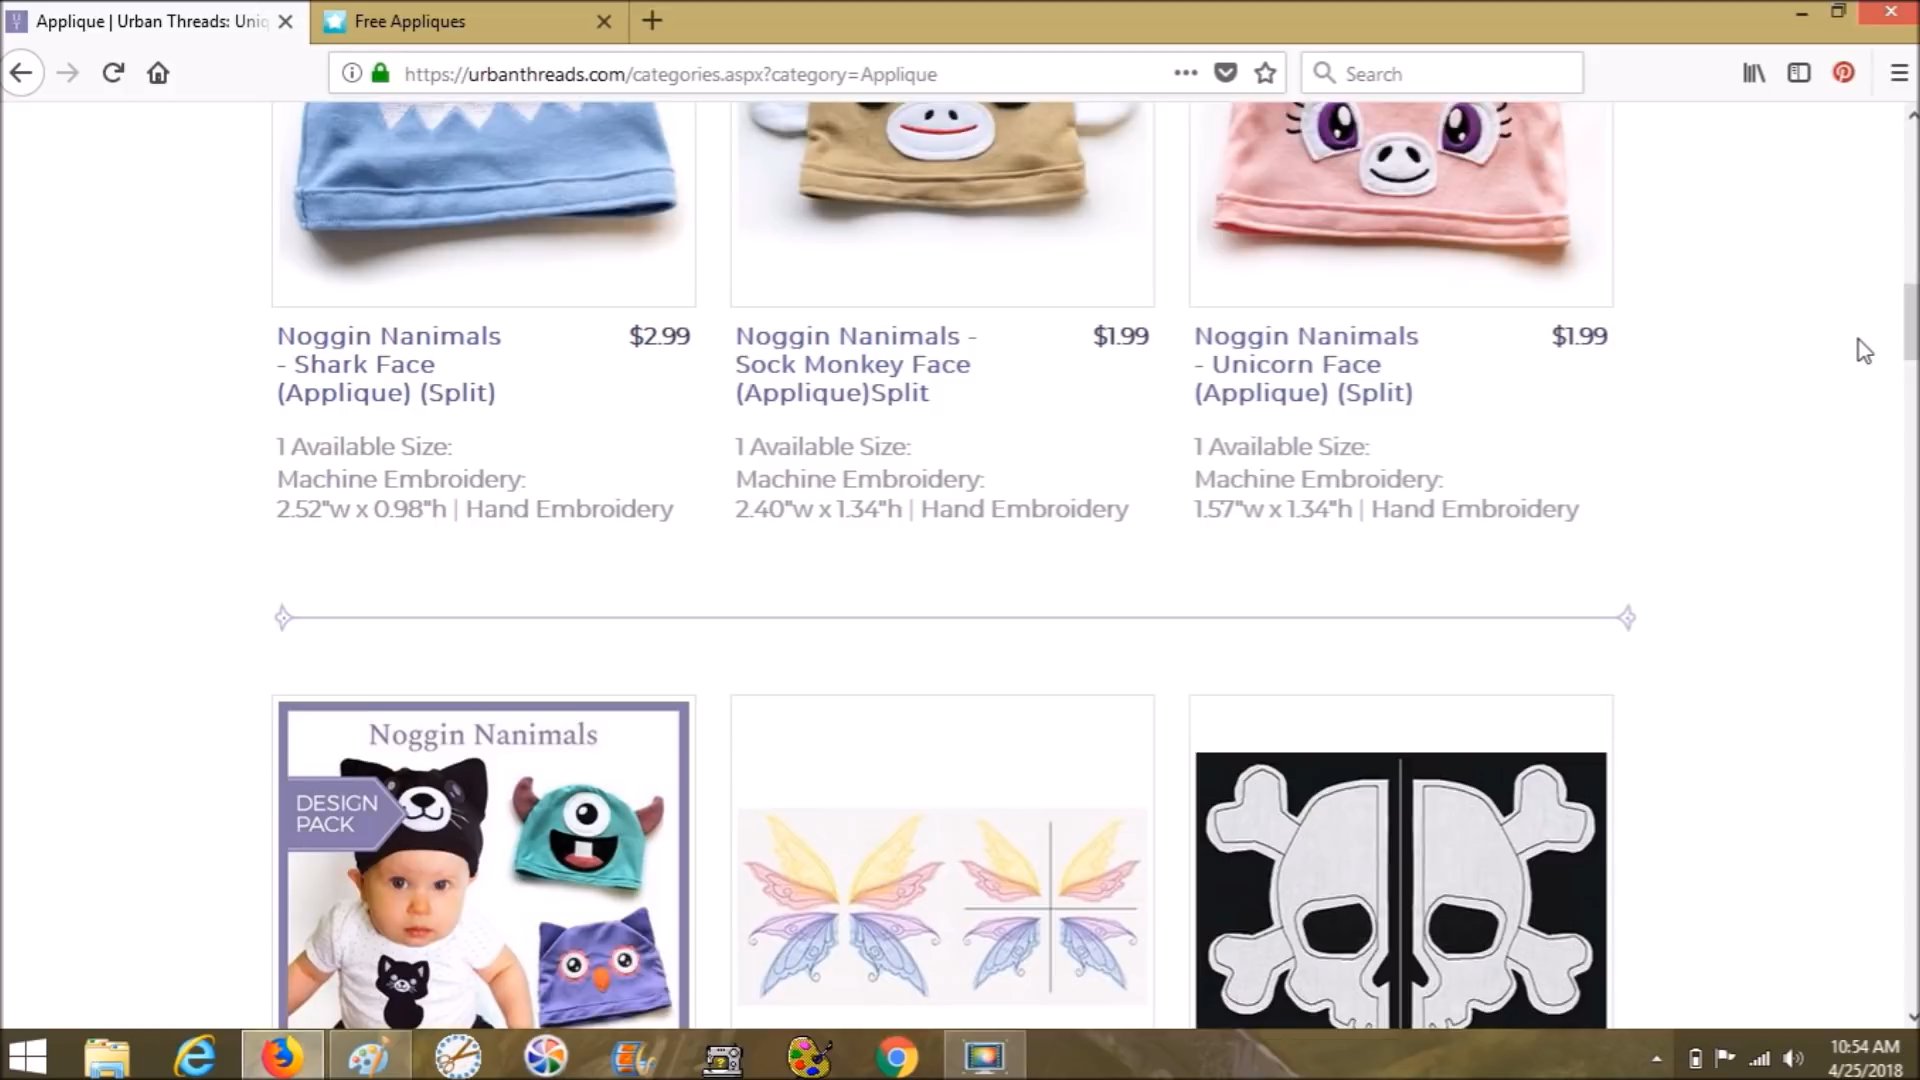 Applique | Urban Threads: Uniq
Free Appliques
https://urbanthreads.com/categories.aspx?category=Applique
Search
Noggin Nanimals
- Shark Face
(Applique) (Split)
$2.99
1 Available Size:
Machine Embroidery:
2.52"w x 0.98"h | Hand Embroidery
Noggin Nanimals -
Sock Monkey Face
(Applique)Split
$1.99
1 Available Size:
Machine Embroidery:
2.40"w x 1.34"h | Hand Embroidery
Noggin Nanimals
- Unicorn Face
(Applique) (Split)
$1.99
1 Available Size:
Machine Embroidery:
1.57"w x 1.34"h | Hand Embroidery
Noggin Nanimals
DESIGN
PACK
10:54 AM
4/25/2018